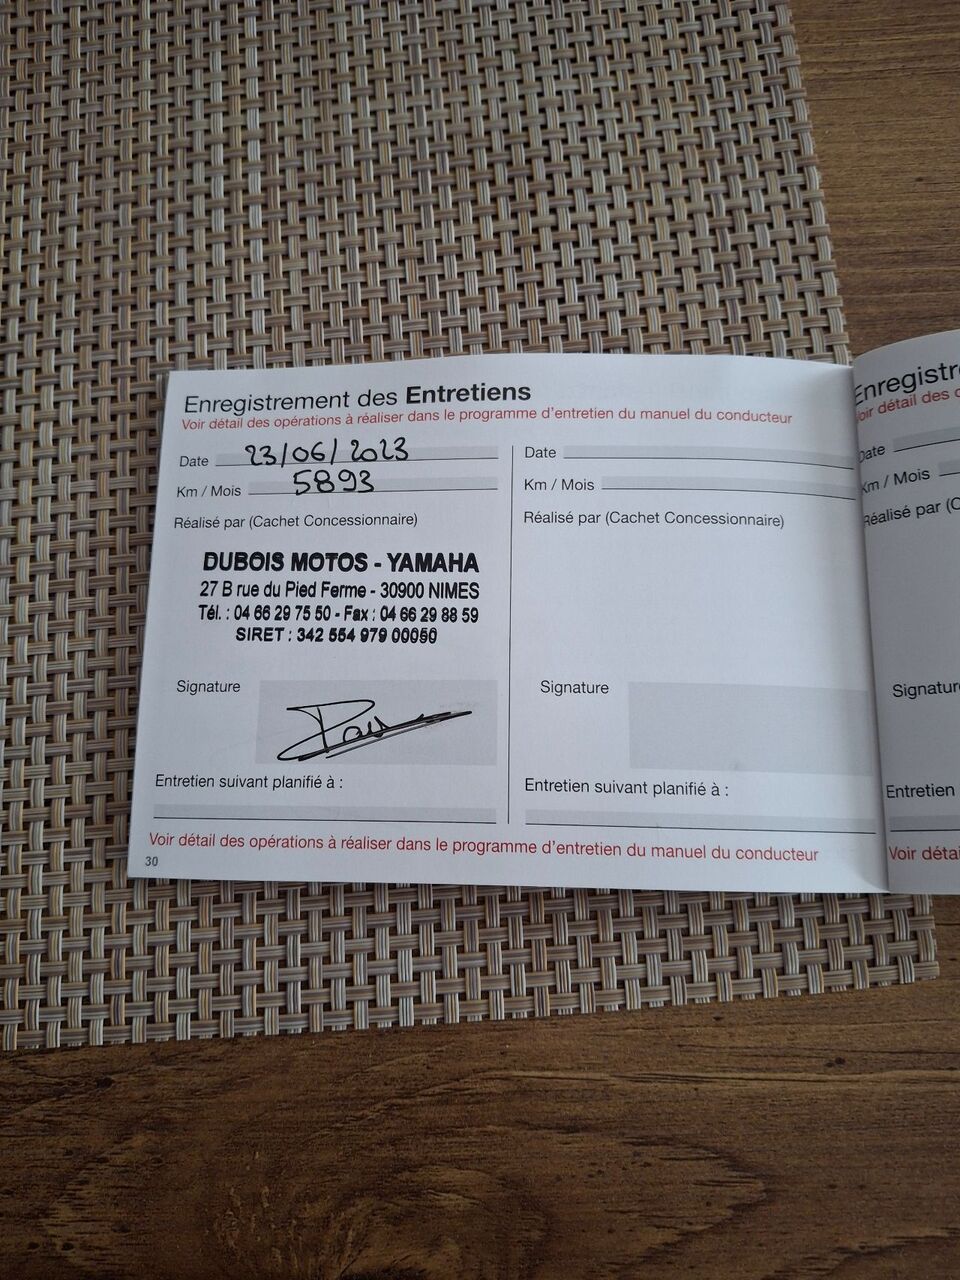 Enregistrement des Entretiens
Voir détail des opérations à réaliser dans le programme d'entretien du manuel du conducteur
Date 23/06/2023
Km / Mois 5893
Réalisé par (Cachet Concessionnaire)
DUBOIS MOTOS - YAMAHA
27 B rue du Pied Ferme - 30900 NIMES
Tél. : 04 66 29 75 50 - Fax : 04 66 29 88 59
SIRET : 342 554 979 00050
Signature
Entretien suivant planifié à :
Date
Km / Mois
Réalisé par (Cachet Concessionnaire)
Signature
Entretien suivant planifié à :
Voir détail des opérations à réaliser dans le programme d'entretien du manuel du conducteur
30
Enregistr
Voir détail des o
Date
Km / Mois
Réalisé par (C
Signatur
Entretien
Voir détai